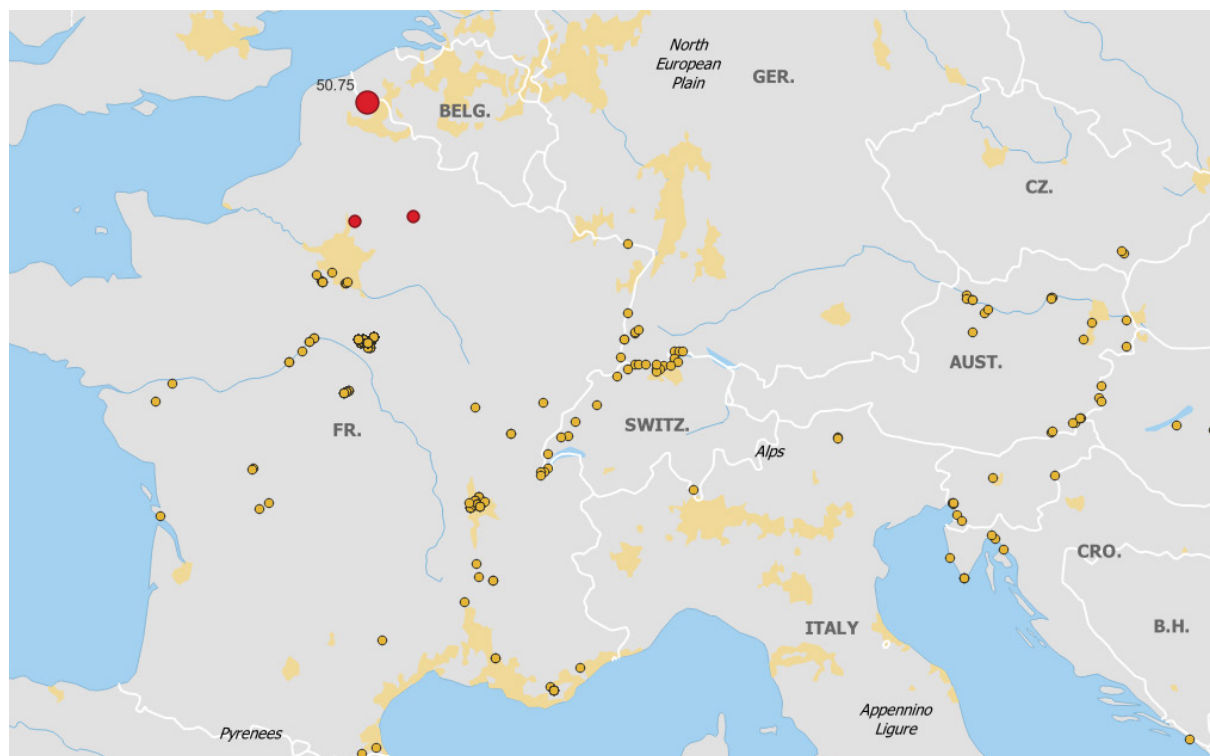 North
European
Plain
GER.
50.75
BELG.
CZ.
AUST.
FR.
SWITZ.
Alps
CRO.
ITALY
B.H.
Appennino
Ligure
Pyrenees